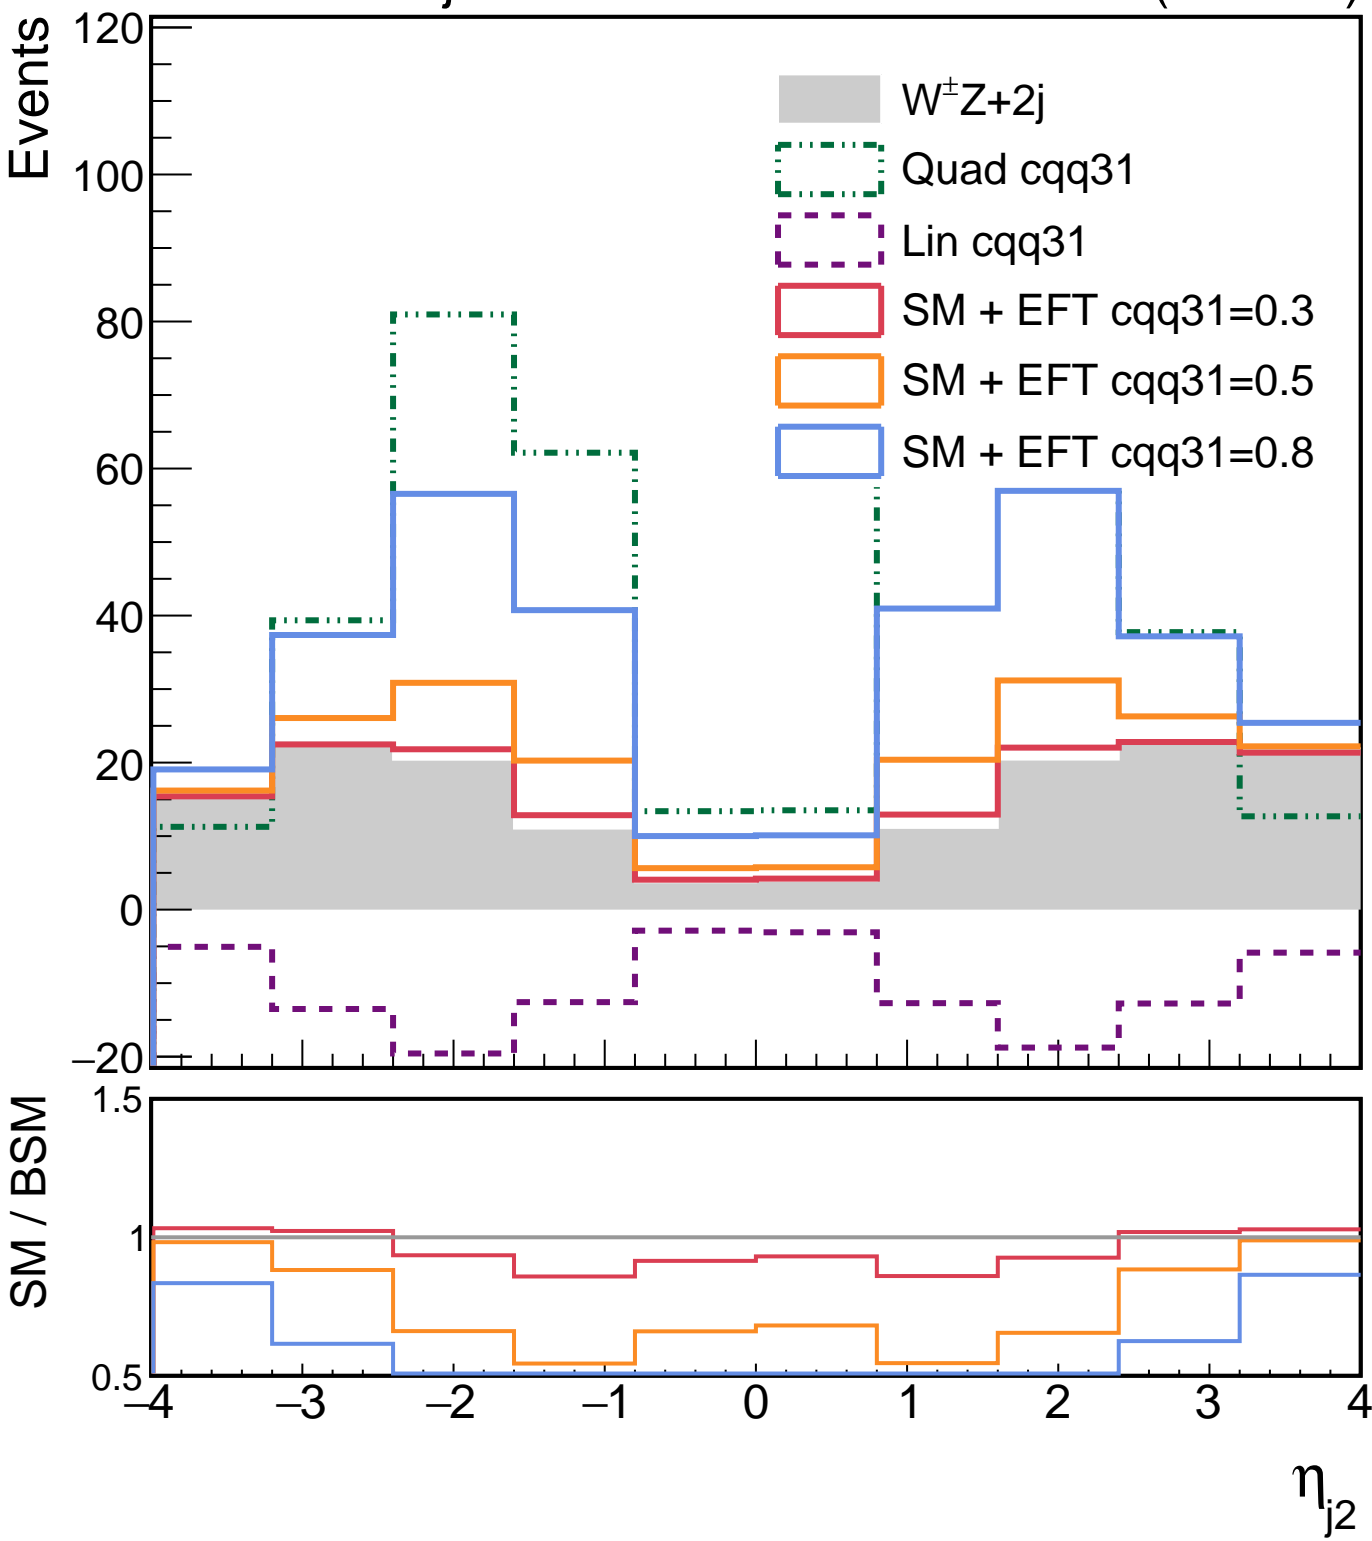 Events
120
100
80
60
40
20
0
−20
W±Z+2j
Quad cqq31
Lin cqq31
SM + EFT cqq31=0.3
SM + EFT cqq31=0.5
SM + EFT cqq31=0.8
SM / BSM
1.5
1
0.5
−4 −3 −2 −1 0 1 2 3 4
ηj2